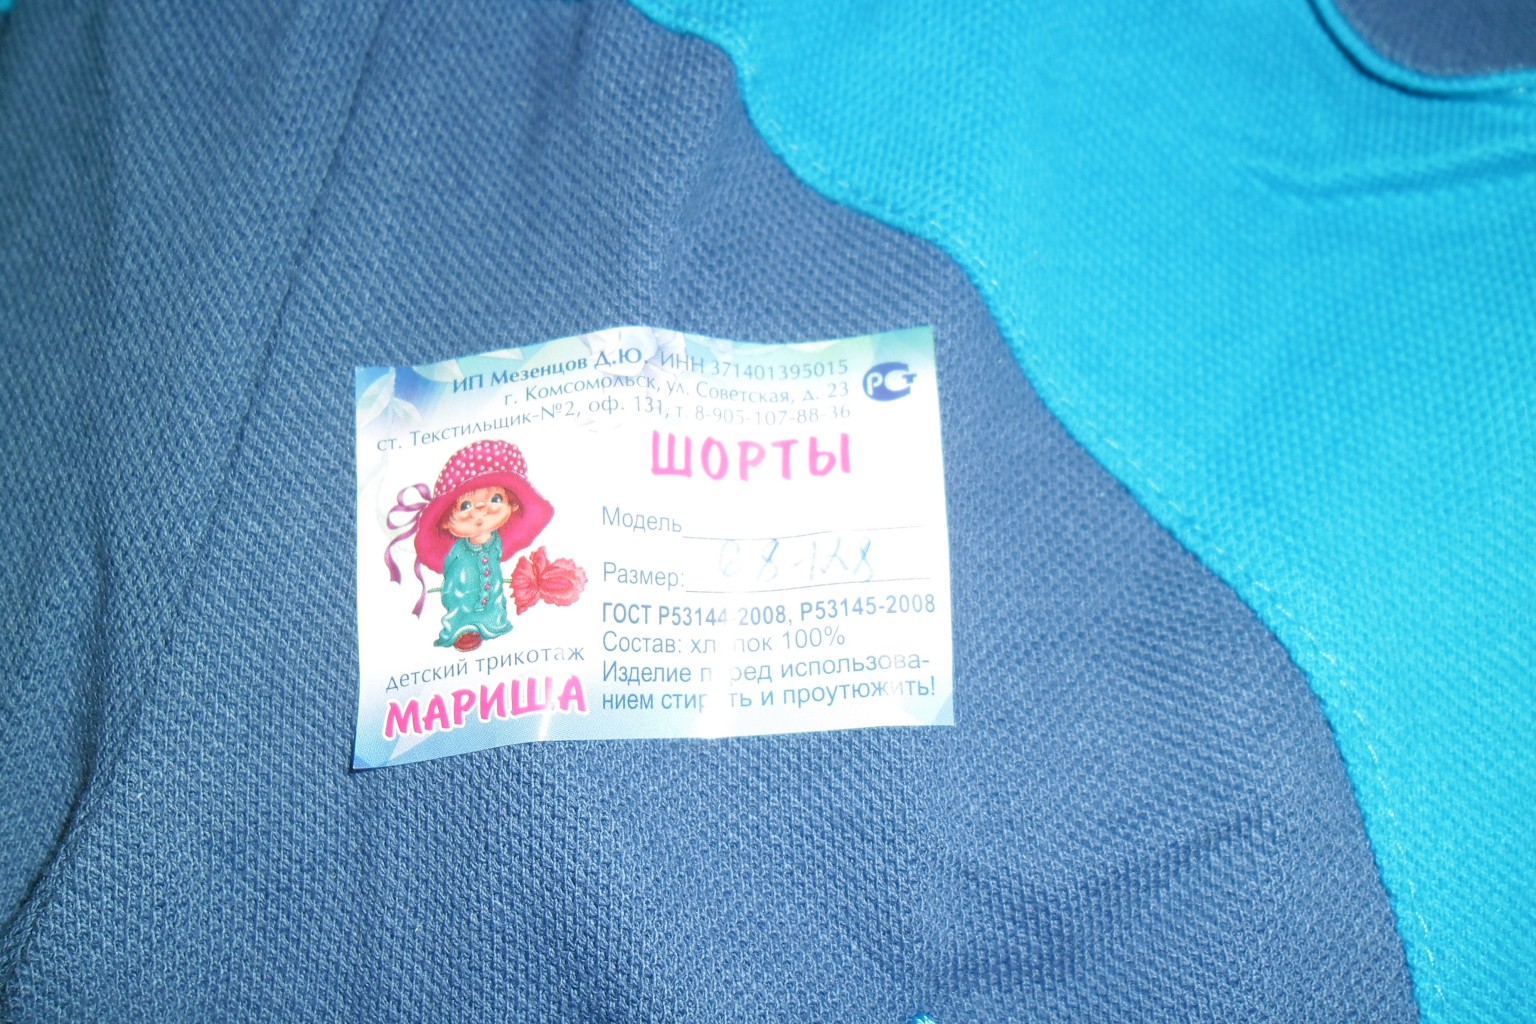 ИП Мезенцов Д.Ю. ИНН 371401395015
г. Комсомольск, ул. Советская, д. 23
ст. Текстильщик-№2, оф. 131, т. 8-905-107-88-36
РСТ
ШОРТЫ
Модель
Размер: 68-128
ГОСТ Р53144-2008, Р53145-2008
Состав: хлопок 100%
Изделие перед использова-
нием стирать и проутюжить!
детский трикотаж
МАРИША